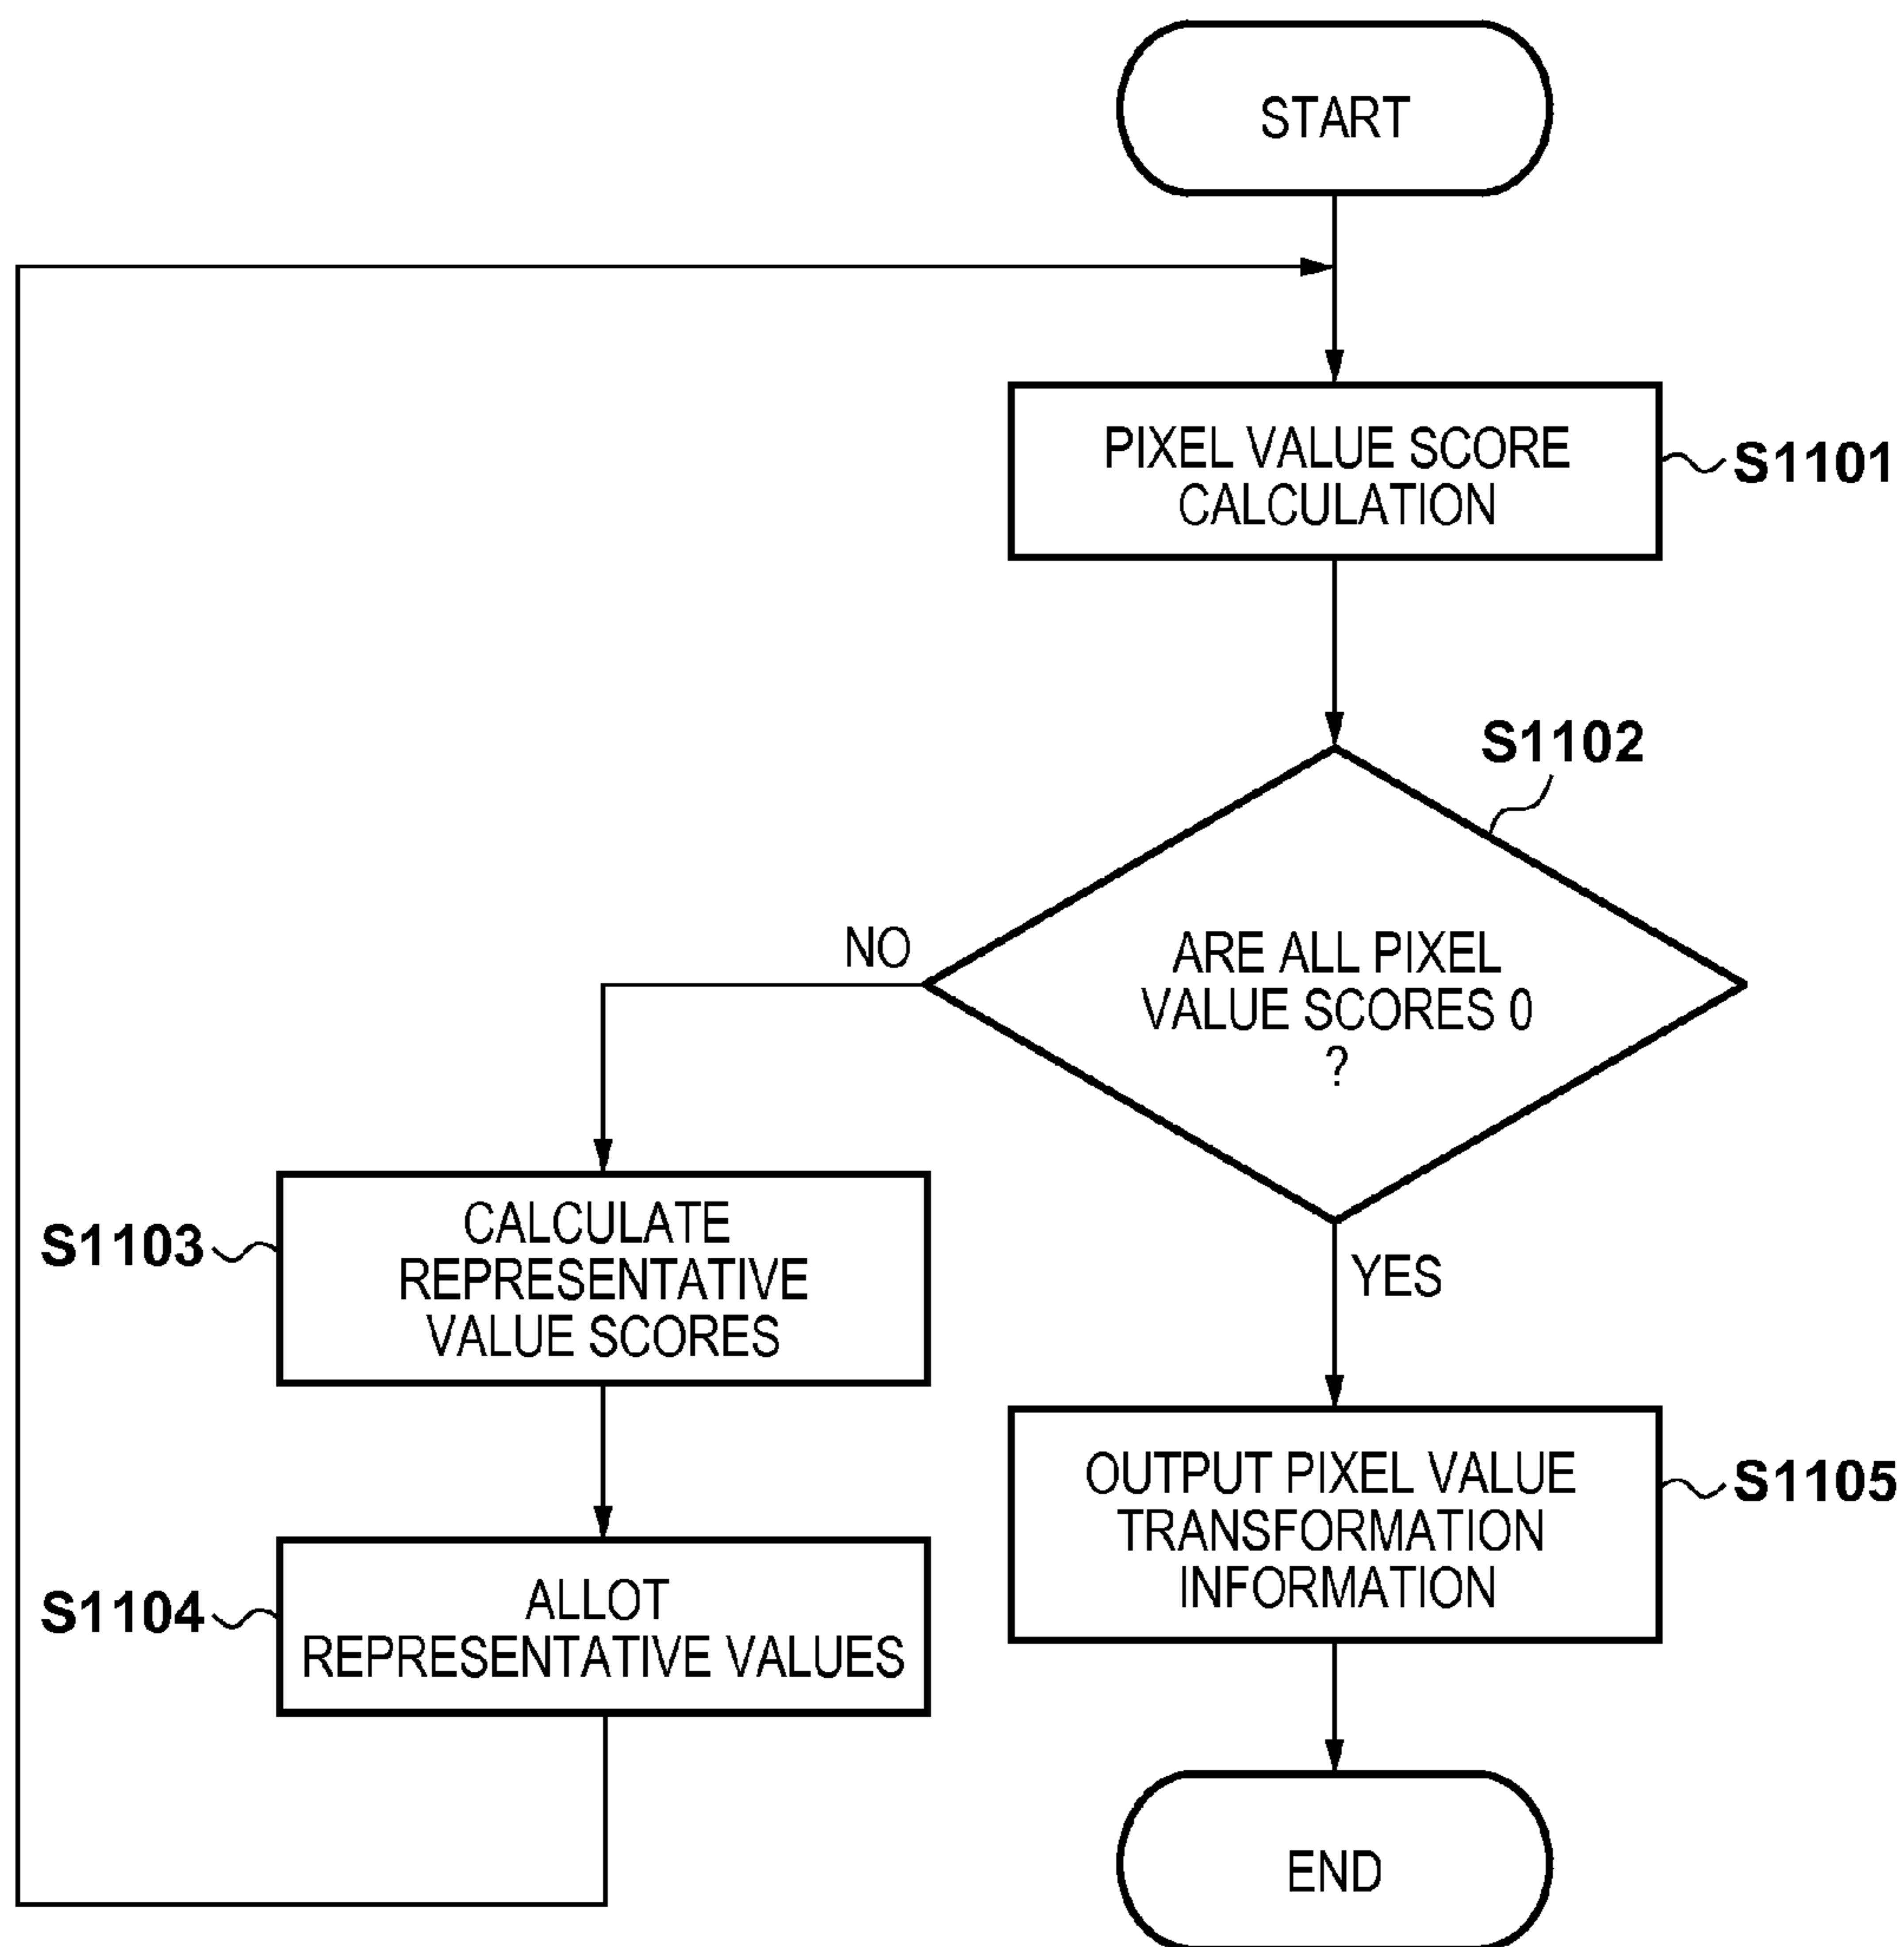 START
PIXEL VALUE SCORE
CALCULATION
S1101
S1102
ARE ALL PIXEL
VALUE SCORES 0
?
NO
YES
S1103
CALCULATE
REPRESENTATIVE
VALUE SCORES
S1104
ALLOT
REPRESENTATIVE VALUES
OUTPUT PIXEL VALUE
TRANSFORMATION
INFORMATION
S1105
END